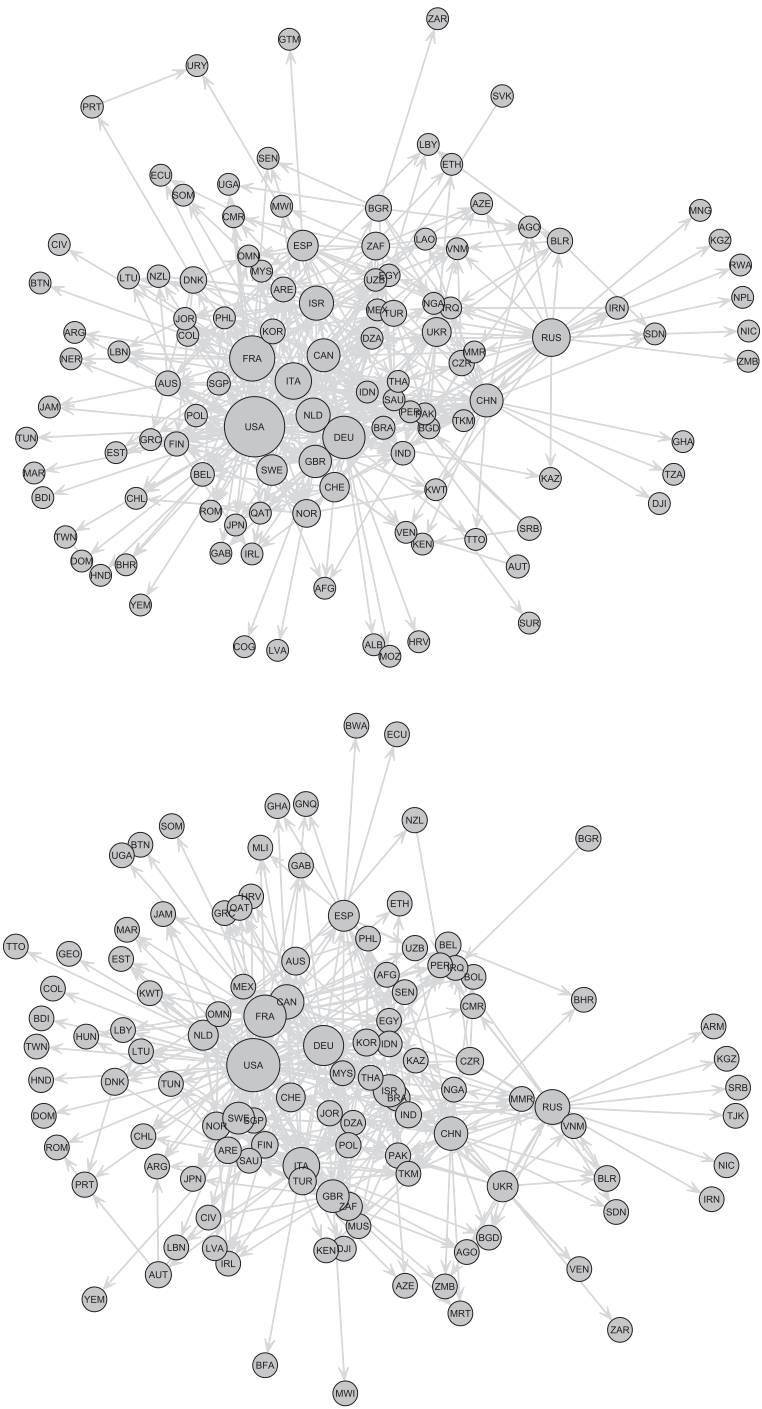 ZAR
GTM
URY
SVK
PRT
LBY
SEN
ETH
ECU
UGA
SOM
AZE
MWI
BGR
MNG
CMR
AGO
LAO
BLR
KGZ
CIV
ESP
ZAF
VNM
OMN
RWA
MYS
EGY
LTU
NZL
DNK
UZB
BTN
ARE
NPL
ISR
NGA
IRQ
IRN
MEX
TUR
JOR
PHL
ARG
COL
KOR
UKR
SDN
NIC
DZA
RUS
LBN
MMR
NER
FRA
CAN
CZR
ZMB
AUS
SGP
ITA
THA
IDN
SAU
CHN
JAM
POL
NLD
PER
PAK
TKM
USA
BRA
BGD
TUN
GRC
FIN
DEU
GHA
EST
IND
MAR
BEL
SWE
GBR
TZA
KAZ
BDI
CHL
CHE
KWT
DJI
ROM
QAT
NOR
JPN
TWN
VEN
SRB
KEN
TTO
GAB
IRL
DOM
BHR
AUT
HND
AFG
YEM
SUR
COG
LVA
ALB
HRV
MOZ
BWA
ECU
GHA
GNQ
NZL
SOM
BGR
BTN
UGA
MLI
GAB
HRV
QAT
GRC
ETH
JAM
ESP
MAR
PHL
TTO
BEL
UZB
GEO
EST
AUS
PER
IRQ
AFG
BOL
COL
KWT
MEX
SEN
CAN
BHR
CMR
BDI
OMN
FRA
EGY
ARM
LBY
HUN
NLD
TWN
LTU
DEU
KOR
IDN
KAZ
CZR
KGZ
USA
MYS
HND
DNK
TUN
THA
ISR
NGA
SRB
CHE
BRA
MMR
RUS
DOM
JOR
IND
TJK
NOR
SWE
SGP
DZA
VNM
CHL
CHN
ROM
FIN
POL
ARE
SAU
PAK
ARG
ITA
TKM
NIC
PRT
JPN
TUR
UKR
BLR
IRN
GBR
ZAF
SDN
CIV
MUS
LBN
LVA
KEN
DJI
BGD
AGO
IRL
AUT
VEN
AZE
ZMB
YEM
MRT
ZAR
BFA
MWI